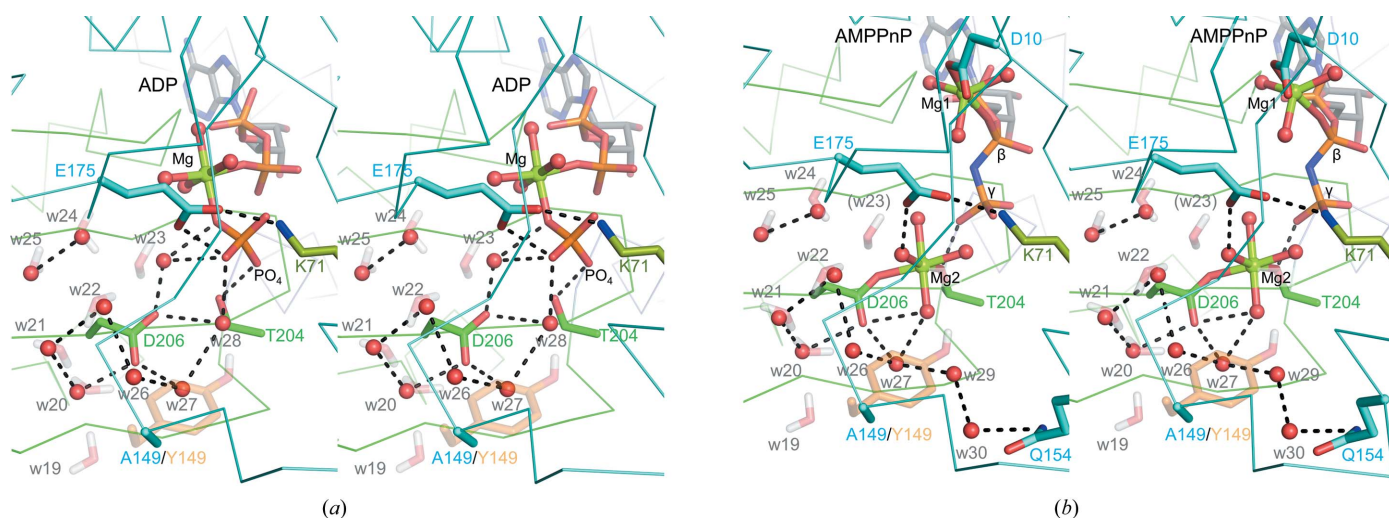 ADP
Mg
E175
w24
w25
w23
K71
PO4
w22
w21
D206
T204
w28
w20
w26
w27
A149/Y149
w19
ADP
Mg
E175
w24
w25
w23
K71
PO4
w22
w21
D206
T204
w28
w20
w26
w27
A149/Y149
w19
(a)
AMPPnP
D10
Mg1
E175
β
w24
γ
w25
(w23)
K71
w22
Mg2
w21
D206
T204
w20
w26
w27
w29
A149/Y149
w19
w30
Q154
AMPPnP
D10
Mg1
E175
β
w24
γ
w25
(w23)
K71
w22
Mg2
w21
D206
T204
w20
w26
w27
w29
A149/Y149
w19
w30
Q154
(b)